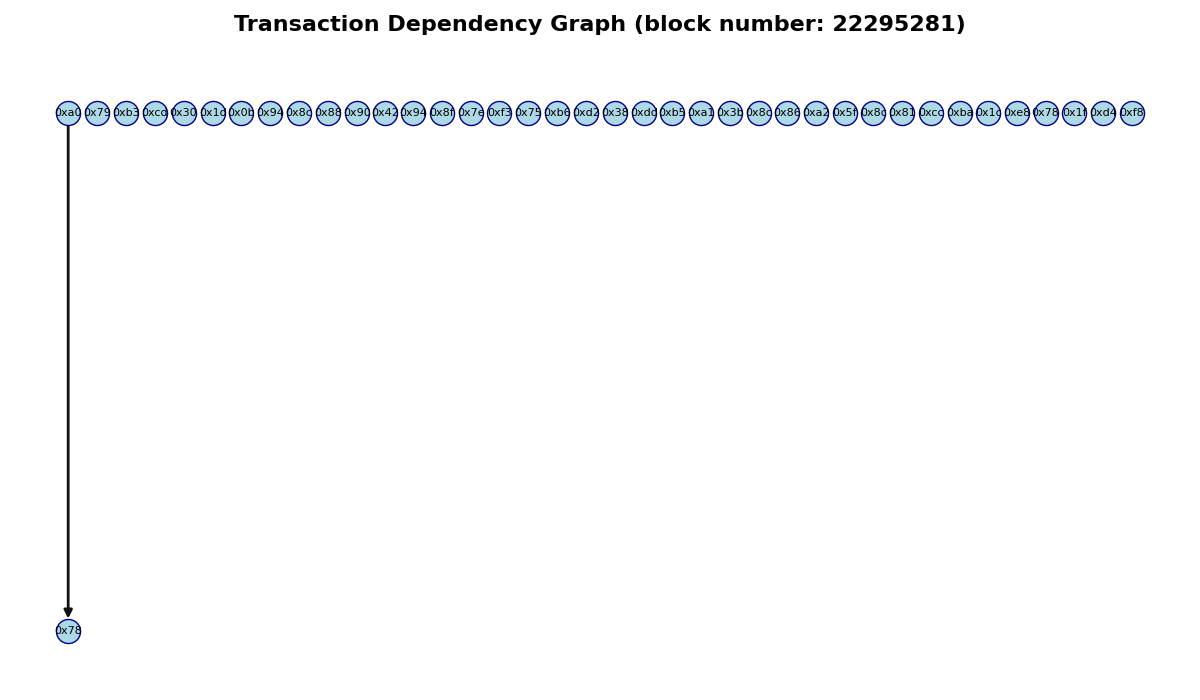 Transaction Dependency Graph (block number: 22295281)
0xa0 0x79 0xb3 0xcd 0x30 0x1d 0x0b 0x94 0x8c 0x88 0x90 0x42 0x94 0x8f 0x7e 0xf3 0x75 0xb6 0xd2 0x38 0xdd 0xb5 0xa1 0x3b 0x8c 0x86 0xa2 0x5f 0x8c 0x81 0xcc 0xba 0x1c 0xe8 0x78 0x1f 0xd4 0xf8
0x78